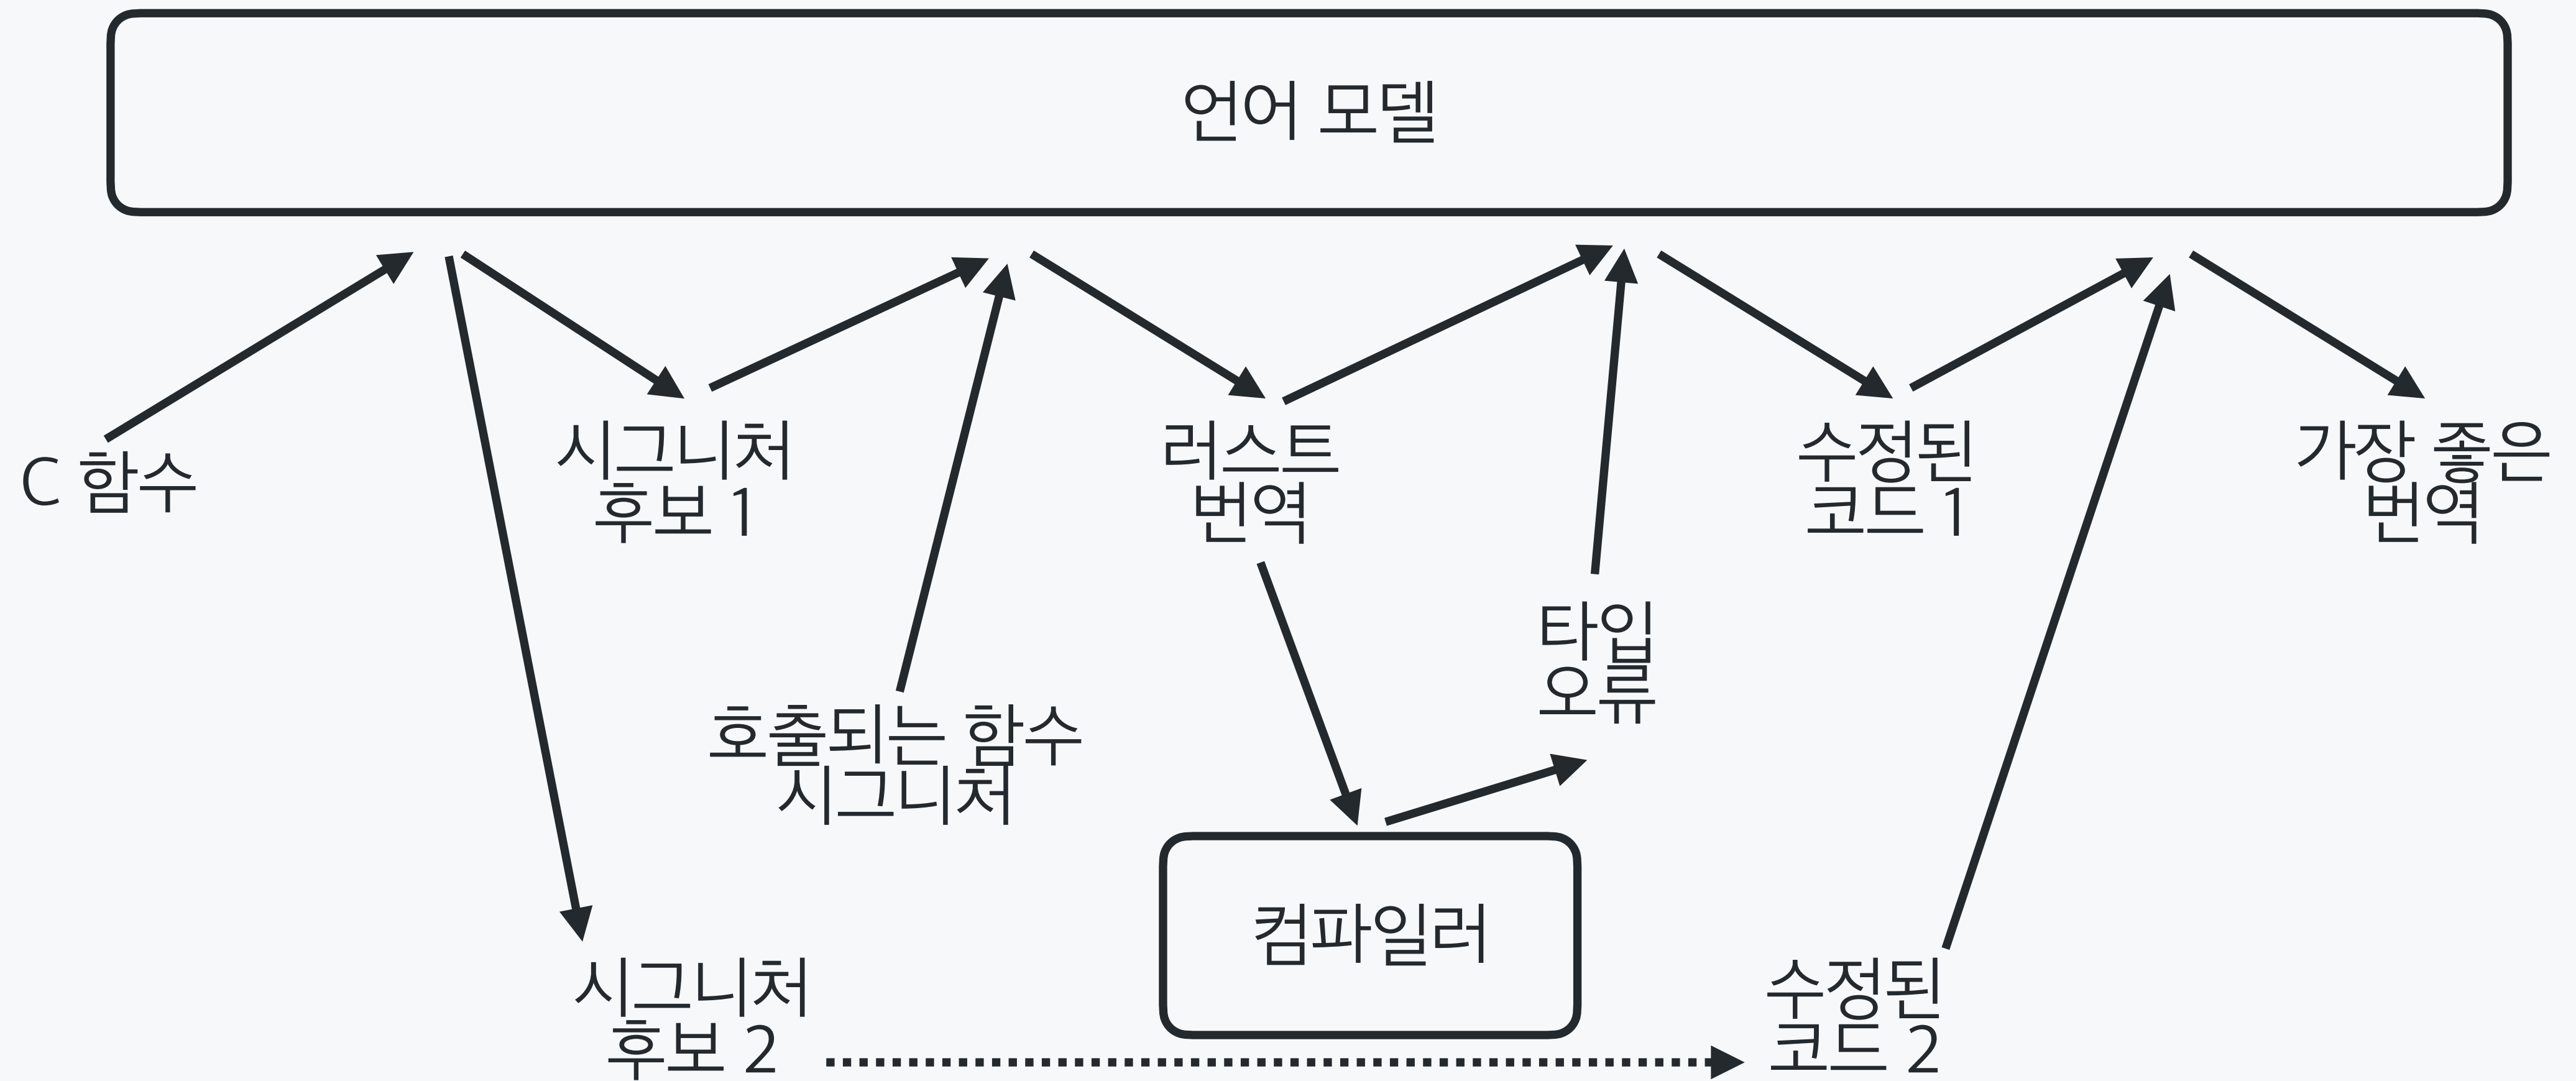 언어 모델
C 함수
시그니처
후보 1
러스트
번역
수정된
코드 1
가장 좋은
번역
타입
오류
호출되는 함수
시그니처
컴파일러
시그니처
후보 2
수정된
코드 2